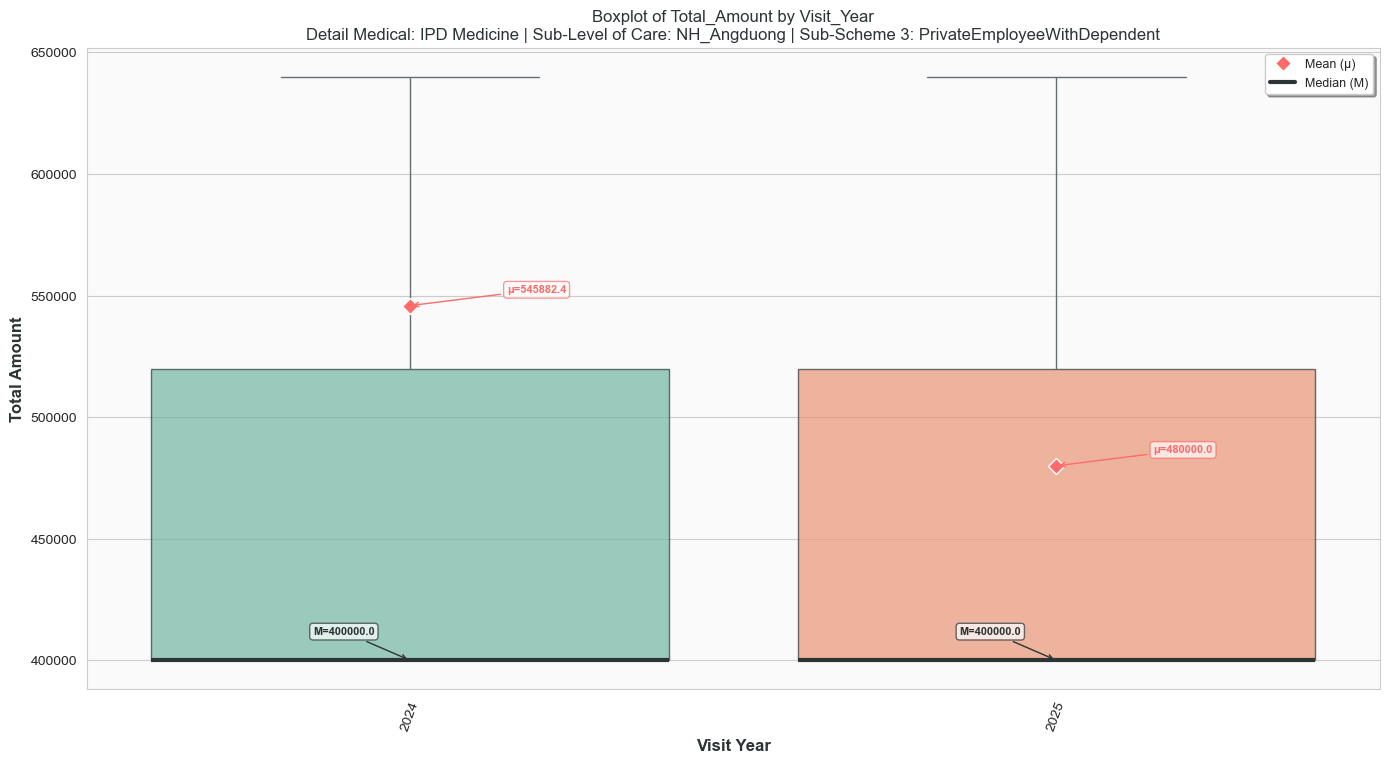 Boxplot of Total_Amount by Visit_Year
Detail Medical: IPD Medicine | Sub-Level of Care: NH_Angduong | Sub-Scheme 3: PrivateEmployeeWithDependent
Mean (μ)
Median (M)
650000
600000
550000
500000
450000
400000
Total Amount
μ=545882.4
μ=480000.0
M=400000.0
M=400000.0
2024
2025
Visit Year